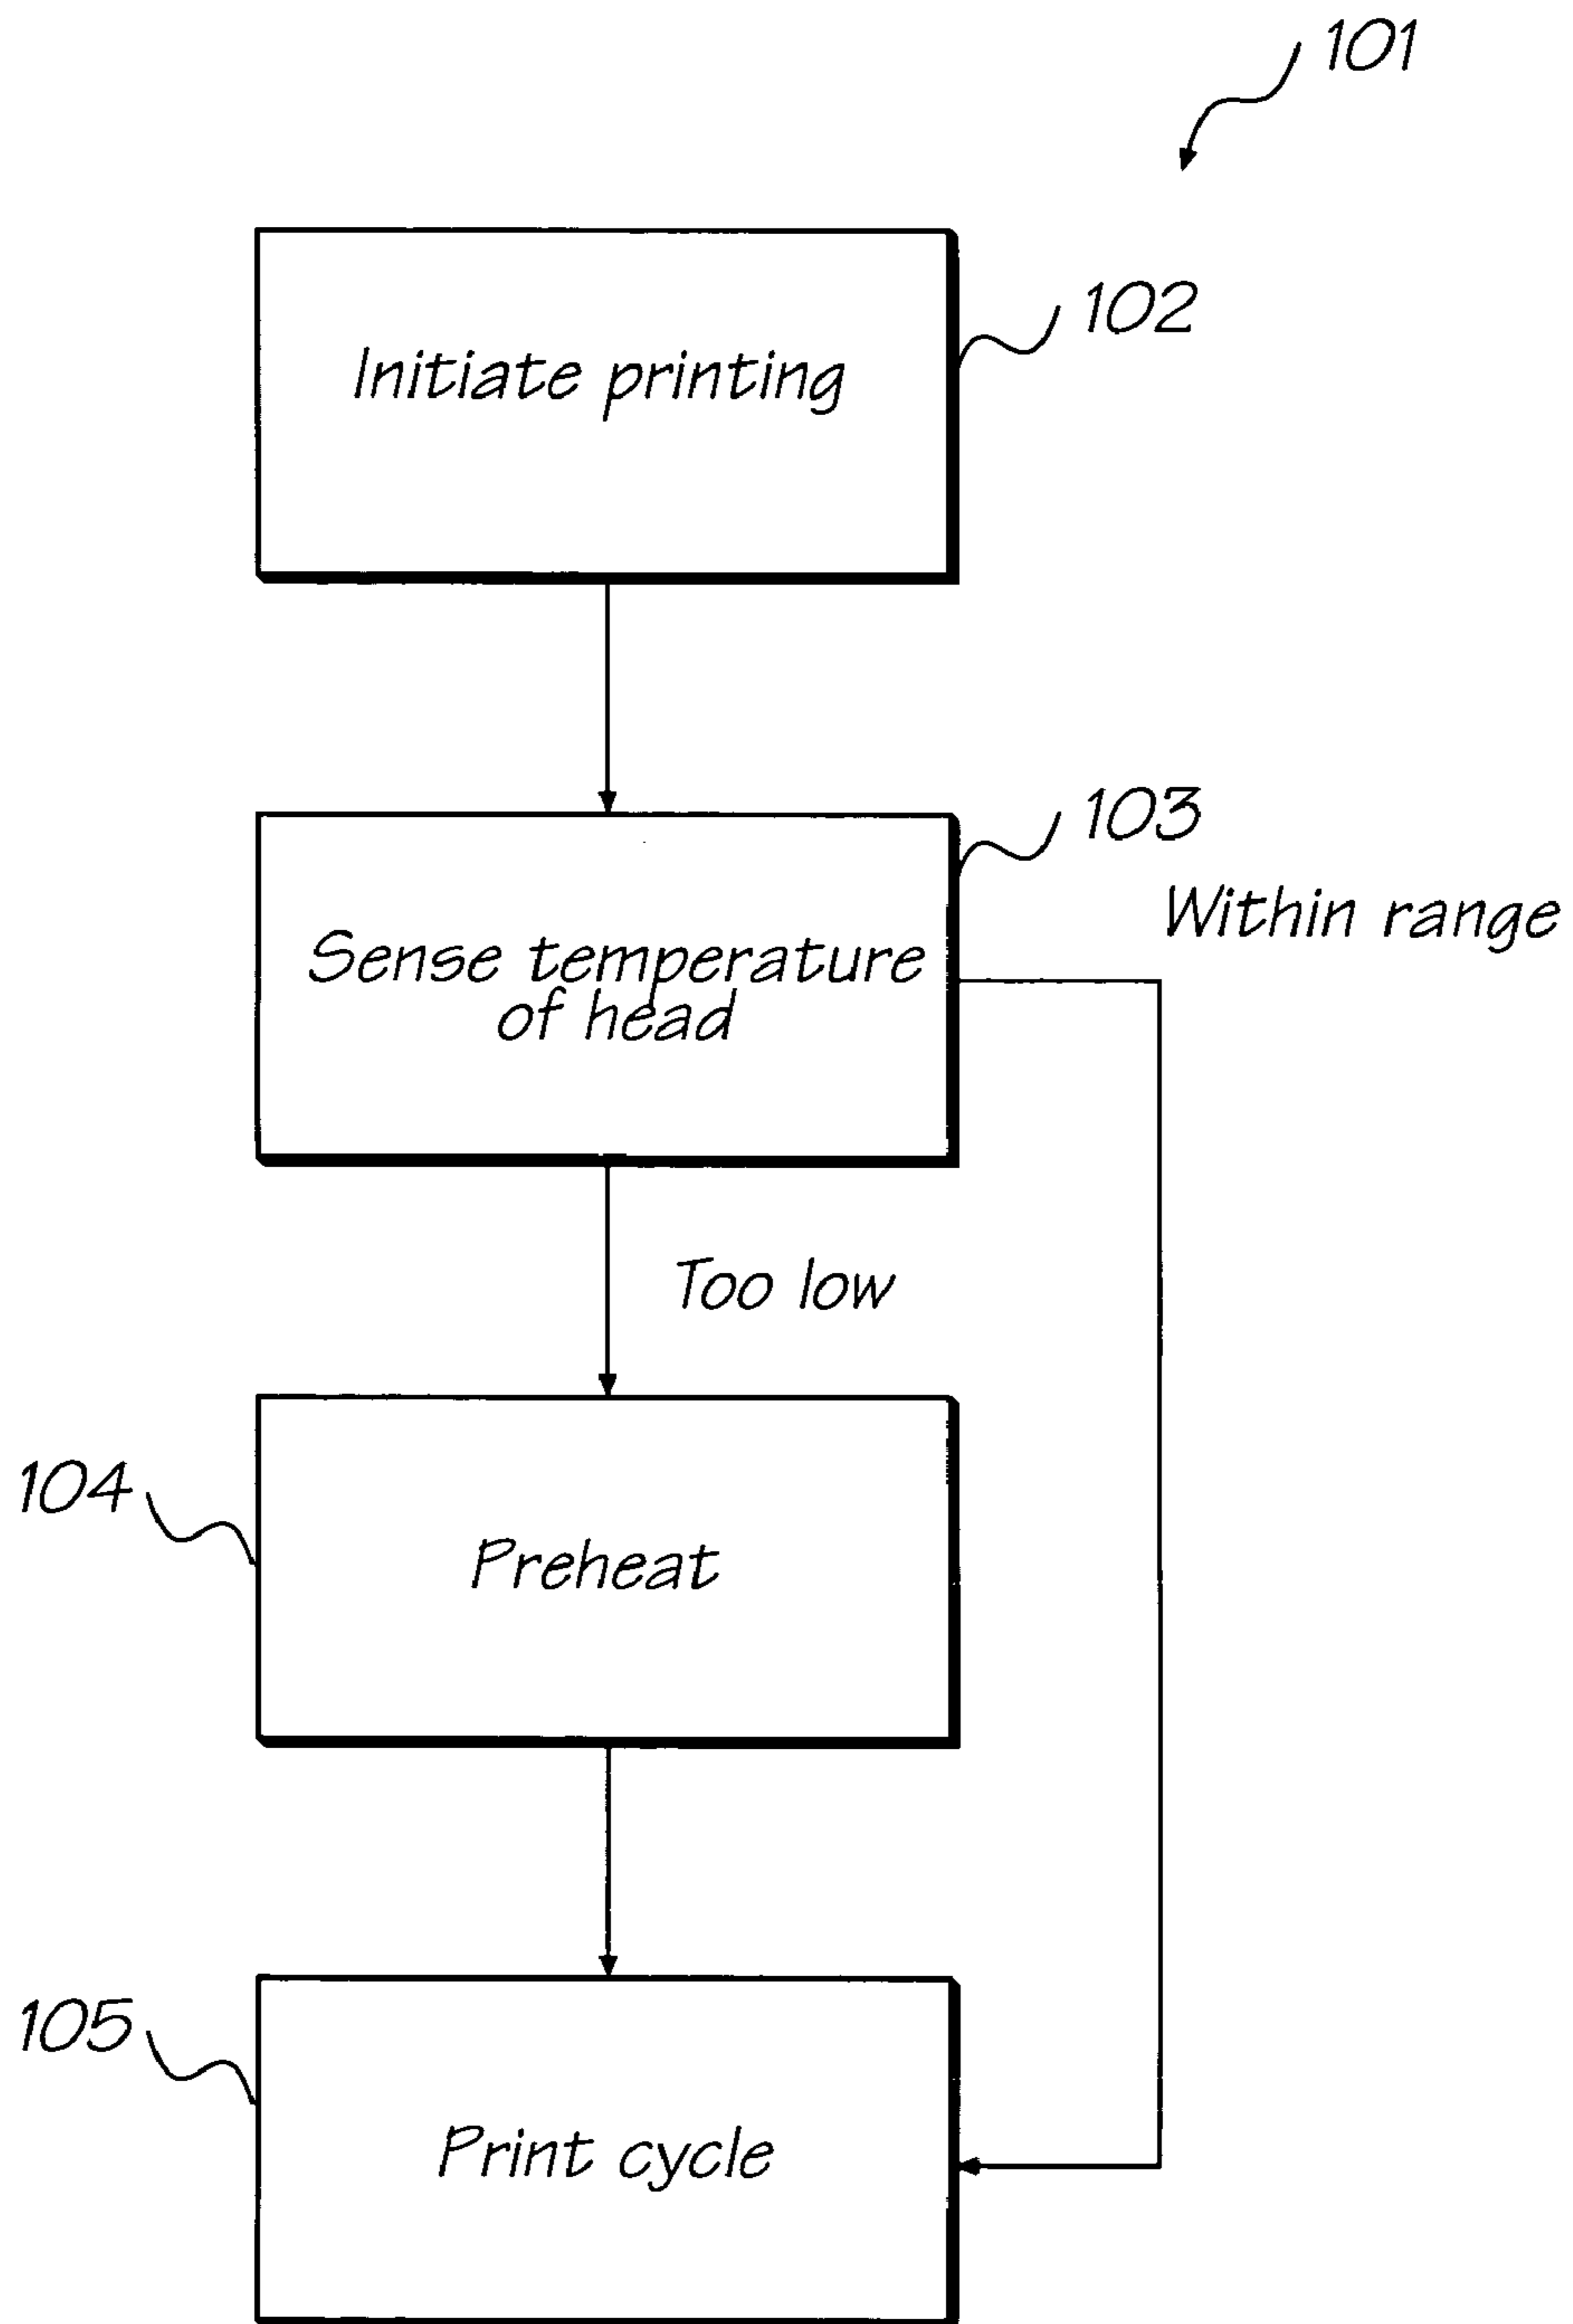 101
Initiate printing
102
103
Within range
Sense temperature
of head
Too low
104
Preheat
105
Print cycle